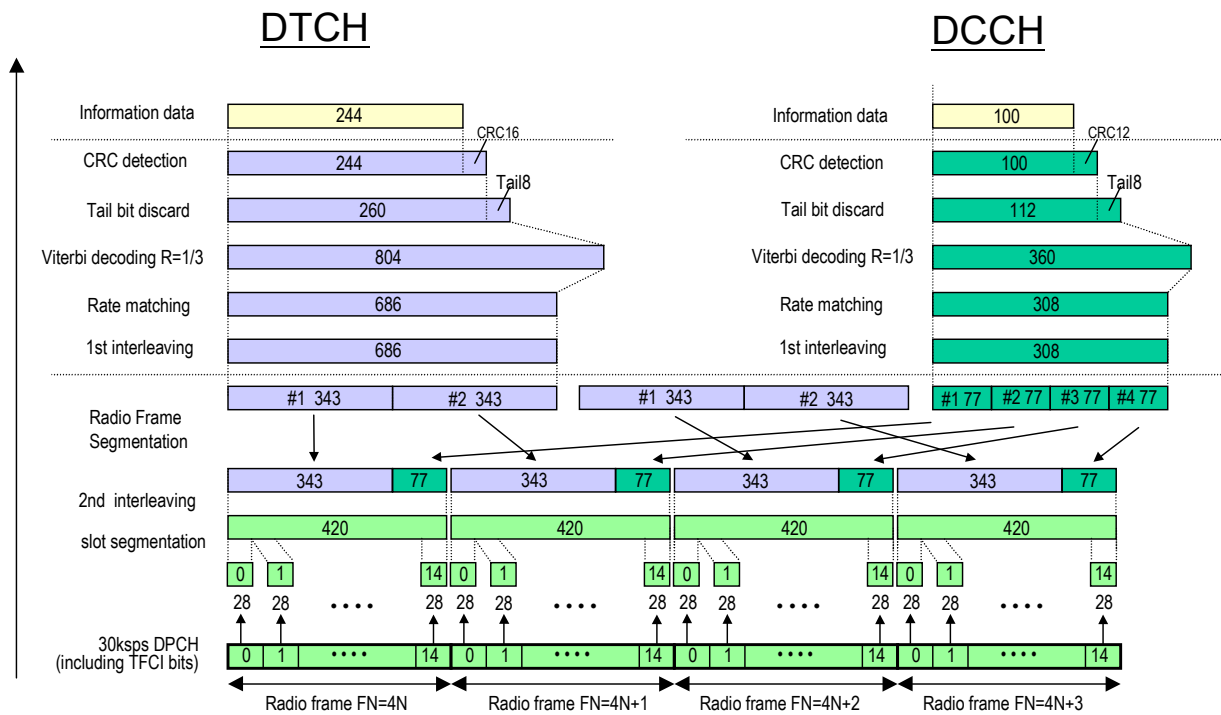 DTCH DCCH
Information data 244 Information data 100
CRC16 CRC12
CRC detection 244 CRC detection 100
Tail8 Tail8
Tail bit discard 260 Tail bit discard 112
Viterbi decoding R=1/3 804 Viterbi decoding R=1/3 360
Rate matching 686 Rate matching 308
1st interleaving 686 1st interleaving 308
#1 343 #2 343 #1 343 #2 343 #1 77 #2 77 #3 77 #4 77
Radio Frame
Segmentation
343 77 343 77 343 77 343 77
2nd interleaving
420 420 420 420
slot segmentation
0 1 14 0 1 14 0 1 14 0 1 14
28 28 •••• 28 28 28 •••• 28 28 28 •••• 28 28 28 •••• 28
30ksps DPCH
(including TFCI bits)
0 1 •••• 14 0 1 •••• 14 0 1 •••• 14 0 1 •••• 14
Radio frame FN=4N Radio frame FN=4N+1 Radio frame FN=4N+2 Radio frame FN=4N+3